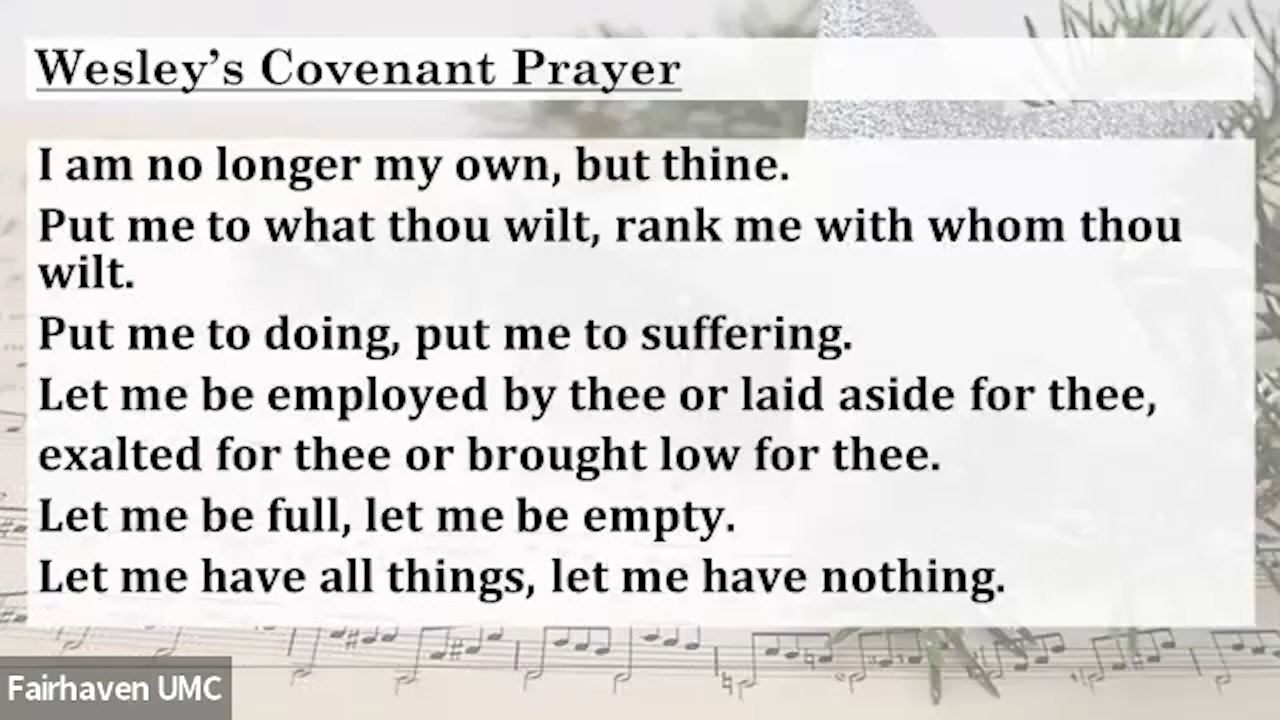 Wesley’s Covenant Prayer
I am no longer my own, but thine.
Put me to what thou wilt, rank me with whom thou
wilt.
Put me to doing, put me to suffering.
Let me be employed by thee or laid aside for thee,
exalted for thee or brought low for thee.
Let me be full, let me be empty.
Let me have all things, let me have nothing.
Fairhaven UMC